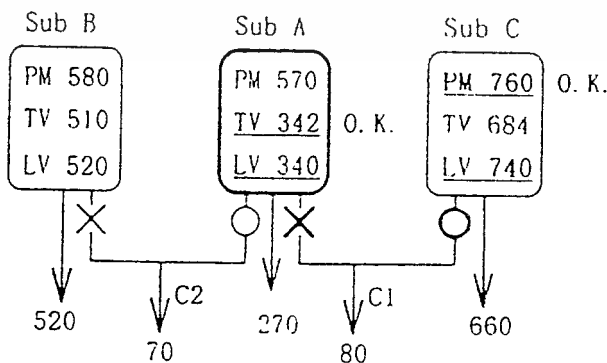 Sub B
Sub A
Sub C
PM 580
TV 510
LV 520
PM 570
TV 342
LV 340
O.K.
PM 760
TV 684
LV 740
O.K.
C2
C1
520
70
270
80
660